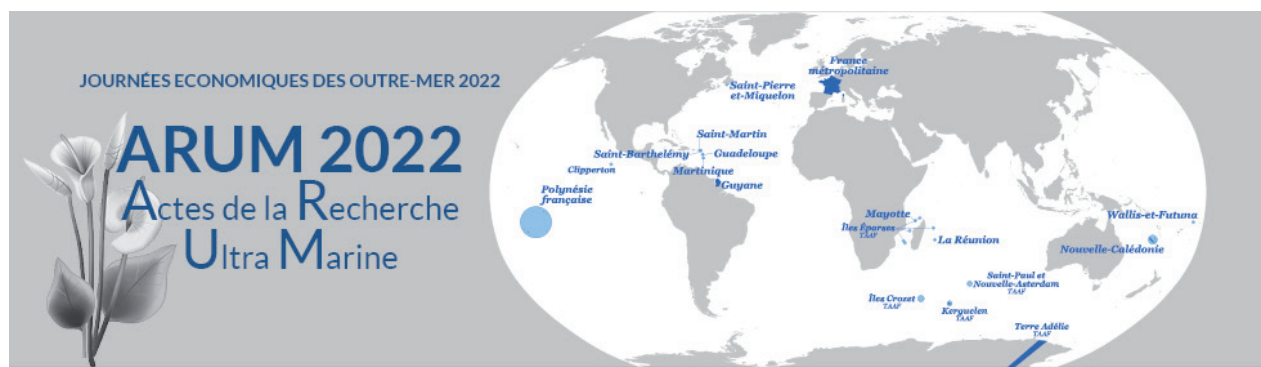 JOURNÉES ECONOMIQUES DES OUTRE-MER 2022
ARUM 2022
Actes de la Recherche
Ultra Marine
France
métropolitaine
Saint-Pierre
et-Miquelon
Saint-Martin
Saint-Barthelémy
Guadeloupe
Clipperton
Martinique
Guyane
Polynésie
française
Mayotte
Îles Éparses
TAAF
La Réunion
Wallis-et-Futuna
Nouvelle-Calédonie
Saint-Paul et
Nouvelle-Asterdam
TAAF
Îles Crozet
TAAF
Kerguelen
TAAF
Terre Adélie
TAAF